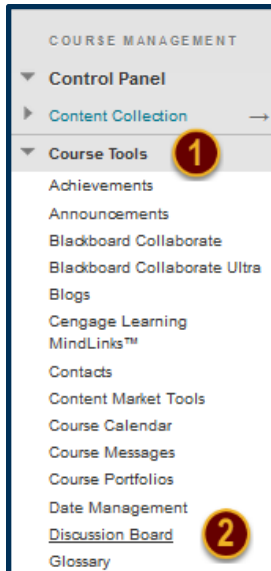 COURSE MANAGEMENT
Control Panel
Content Collection →
Course Tools 1
Achievements
Announcements
Blackboard Collaborate
Blackboard Collaborate Ultra
Blogs
Cengage Learning
MindLinks™
Contacts
Content Market Tools
Course Calendar
Course Messages
Course Portfolios
Date Management
Discussion Board 2
Glossary